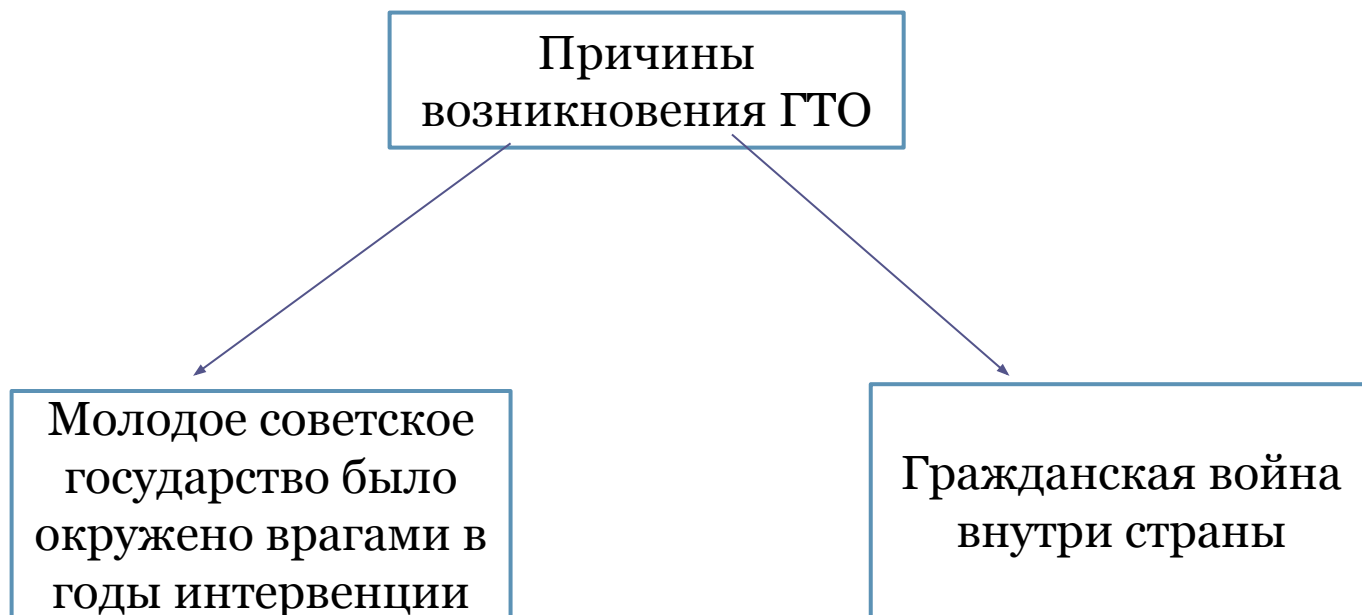 Причины
возникновения ГТО
Молодое советское
государство было
окружено врагами в
годы интервенции
Гражданская война
внутри страны